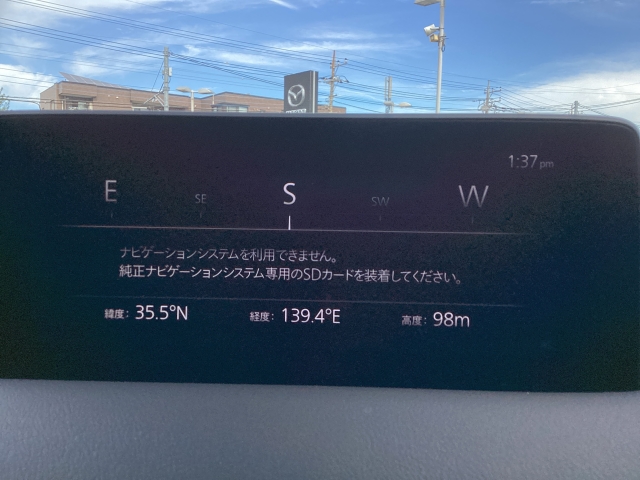 1:37pm
E SE S SW W
ナビゲーションシステムを利用できません。
純正ナビゲーションシステム専用のSDカードを装着してください。
緯度: 35.5°N 経度: 139.4°E 高度: 98m